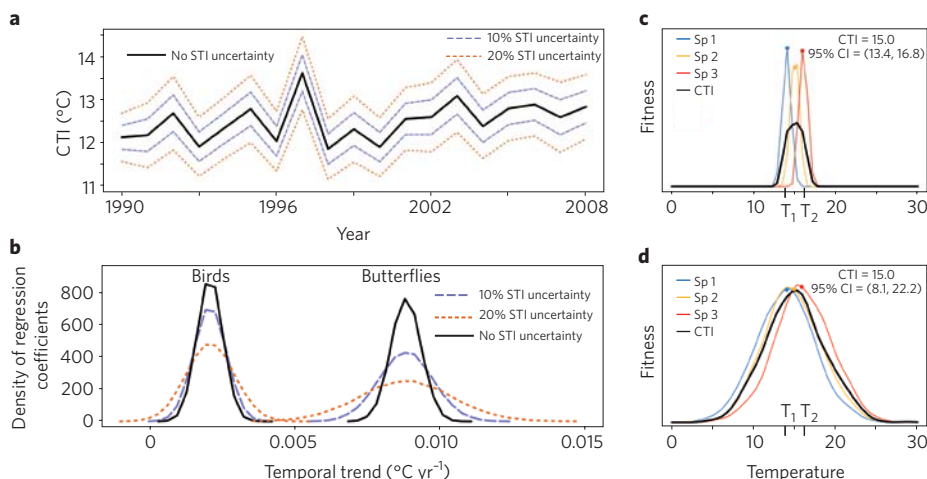 a
CTI (°C)
14
13
12
11
No STI uncertainty
10% STI uncertainty
20% STI uncertainty
1990
1996
2002
2008
Year
b
Density of regression
coefficients
800
600
400
200
0
Birds
Butterflies
10% STI uncertainty
20% STI uncertainty
No STI uncertainty
0
0.005
0.010
0.015
Temporal trend (°C yr⁻¹)
c
Fitness
Sp 1
Sp 2
Sp 3
CTI
CTI = 15.0
95% CI = (13.4, 16.8)
0
10
20
30
T₁ T₂
d
Fitness
Sp 1
Sp 2
Sp 3
CTI
CTI = 15.0
95% CI = (8.1, 22.2)
T₁ T₂
0
10
20
30
Temperature